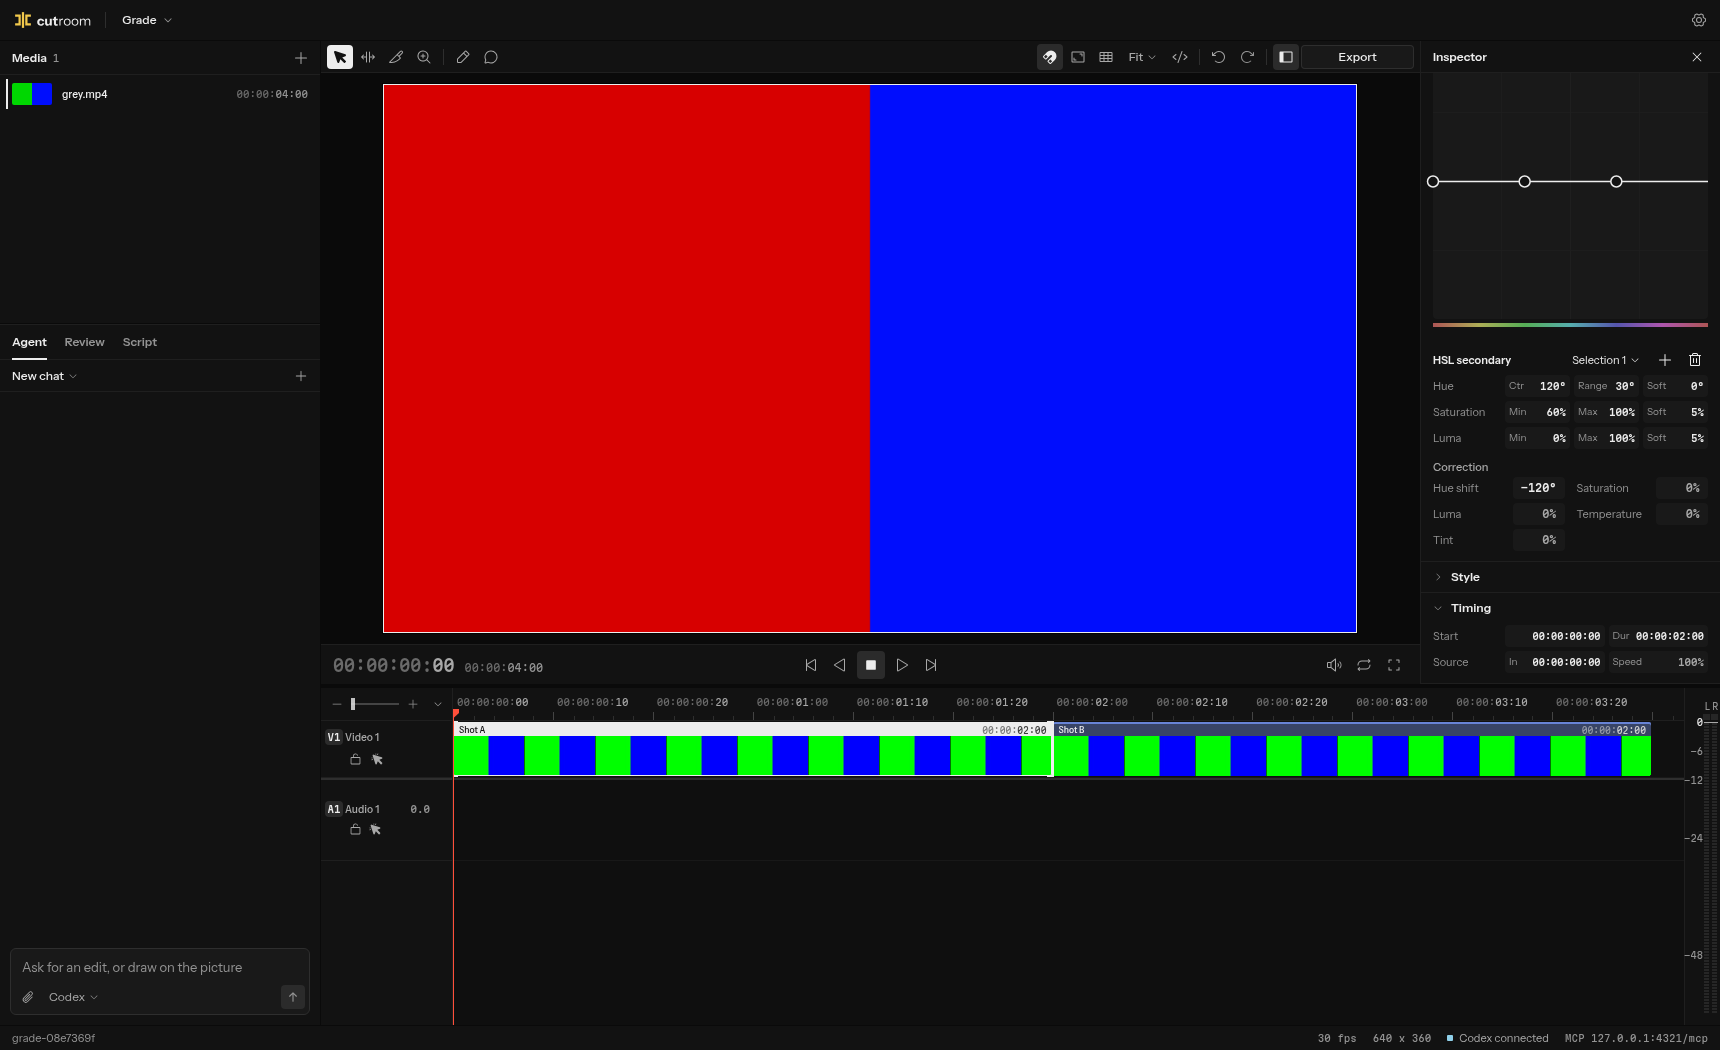 cutroom
Grade
Media 1
grey.mp4 00:00:04:00
Agent Review Script
New chat
Ask for an edit, or draw on the picture
Codex
Fit
Export
00:00:00:00 00:00:04:00
00:00:00:00 00:00:00:10 00:00:00:20 00:00:01:00 00:00:01:10 00:00:01:20 00:00:02:00 00:00:02:10 00:00:02:20 00:00:03:00 00:00:03:10 00:00:03:20
V1 Video 1
Shot A 00:00:02:00 Shot B 00:00:02:00
A1 Audio 1 0.0
L R
0
-6
-12
-24
-48
Inspector
HSL secondary Selection 1
Hue Ctr 120° Range 30° Soft 0°
Saturation Min 60% Max 100% Soft 5%
Luma Min 0% Max 100% Soft 5%
Correction
Hue shift -120° Saturation 0%
Luma 0% Temperature 0%
Tint 0%
Style
Timing
Start 00:00:00:00 Dur 00:00:02:00
Source In 00:00:00:00 Speed 100%
grade-08e7369f
30 fps 640 x 360 Codex connected MCP 127.0.0.1:4321/mcp